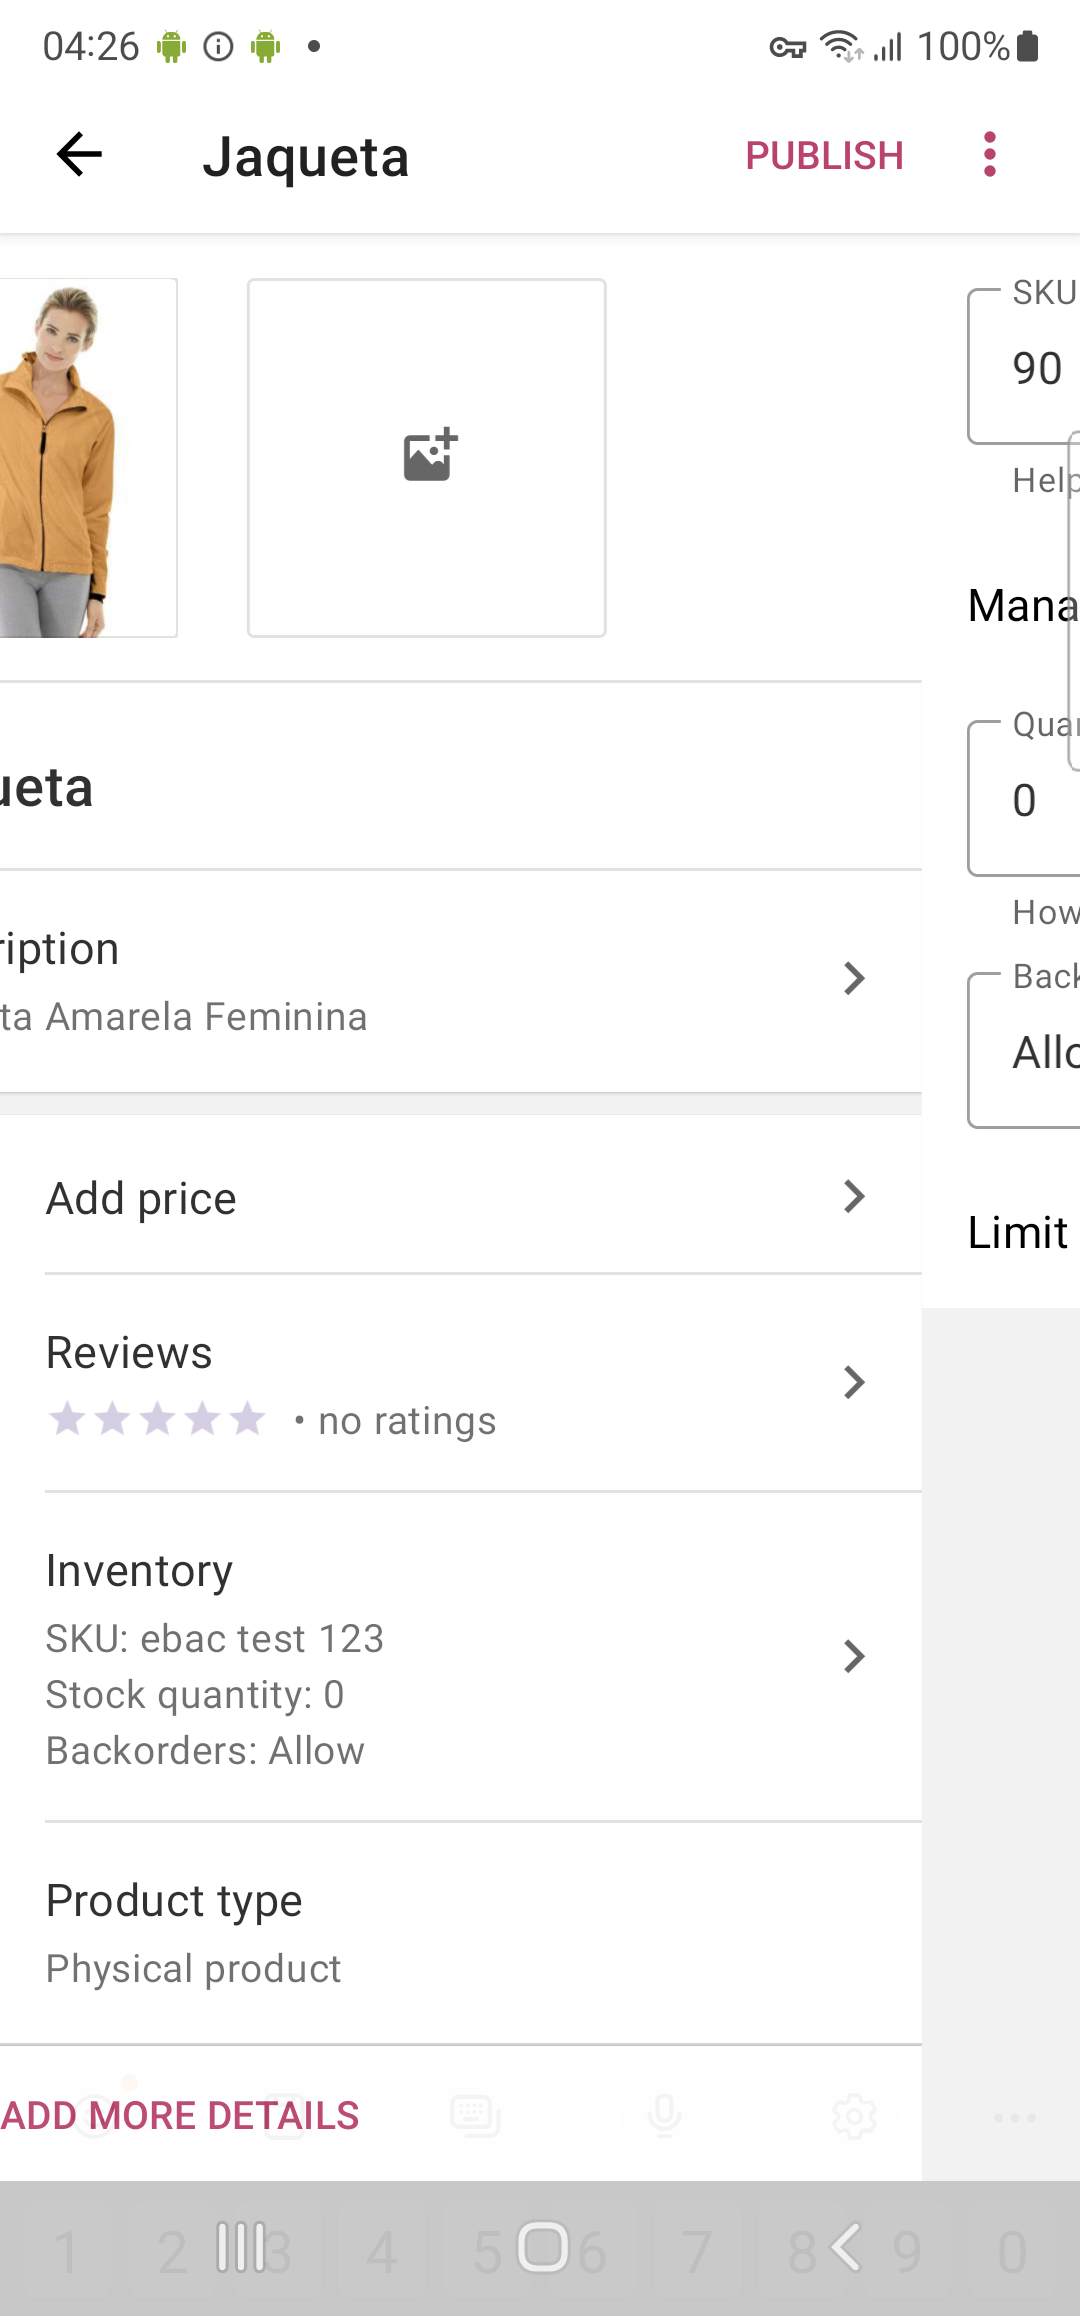 04:26
100%
Jaqueta
PUBLISH
SKU
90
Help
Mana
Quan
0
How
Back
Allo
Limit
ueta
ription
ta Amarela Feminina
Add price
Reviews
• no ratings
Inventory
SKU: ebac test 123
Stock quantity: 0
Backorders: Allow
Product type
Physical product
ADD MORE DETAILS
1 2 3 4 5 6 7 8 9 0